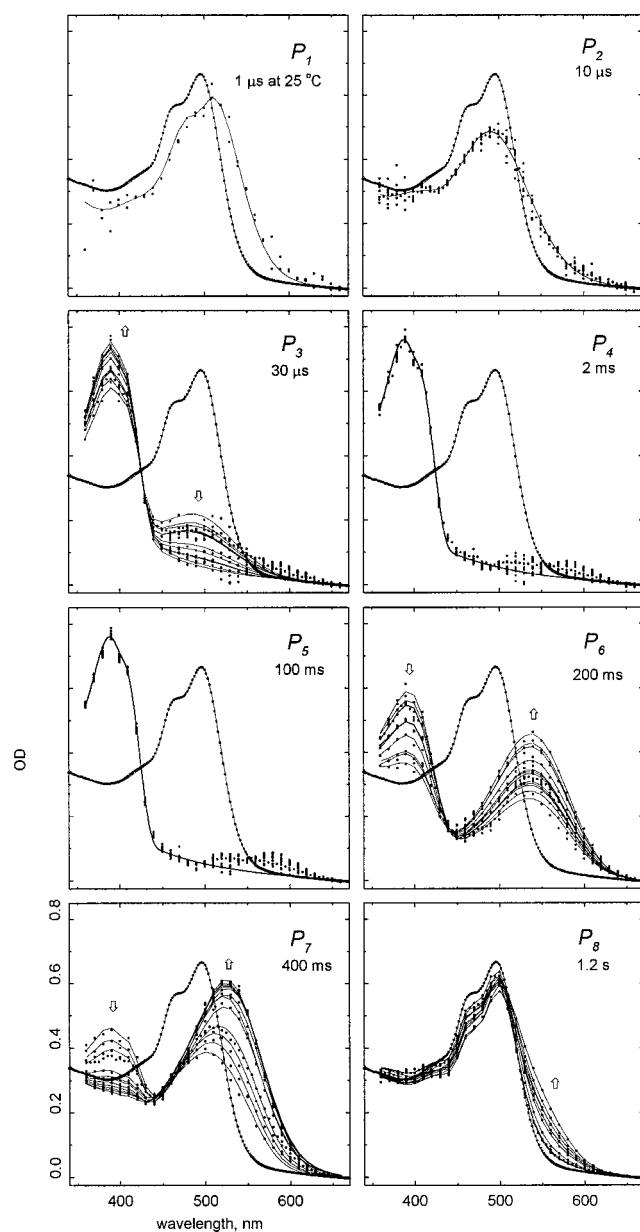 P1
1 μs at 25 °C
P2
10 μs
P3
30 μs
P4
2 ms
P5
100 ms
P6
200 ms
OD
0.8
0.6
0.4
0.2
0.0
P7
400 ms
P8
1.2 s
400 500 600 400 500 600
wavelength, nm